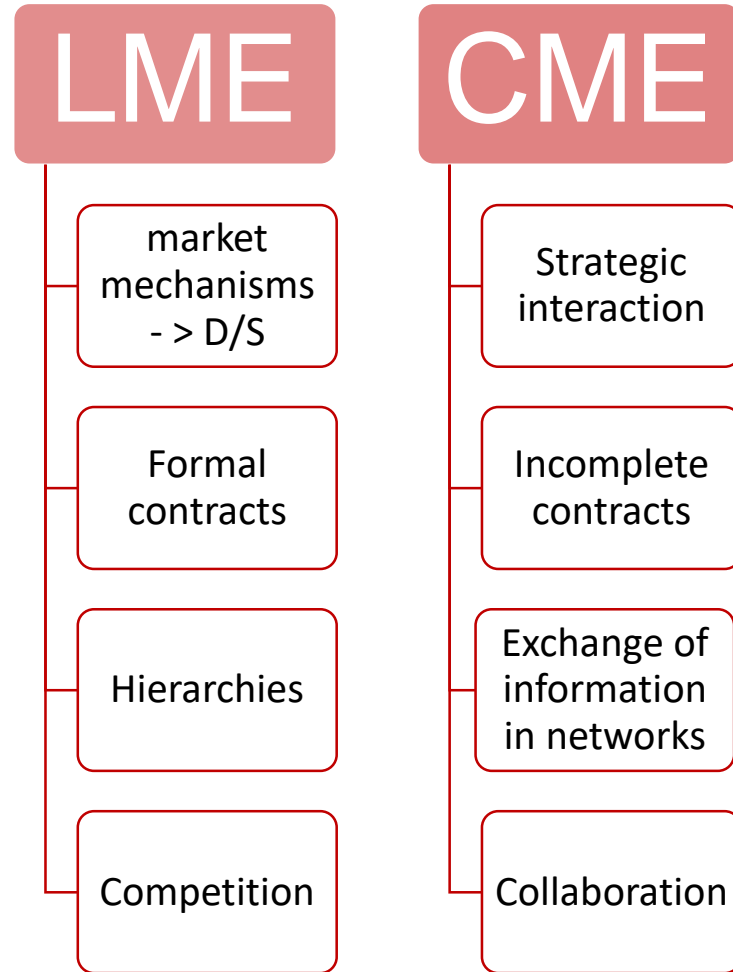 LME
market
mechanisms
- > D/S
Formal
contracts
Hierarchies
Competition
CME
Strategic
interaction
Incomplete
contracts
Exchange of
information
in networks
Collaboration